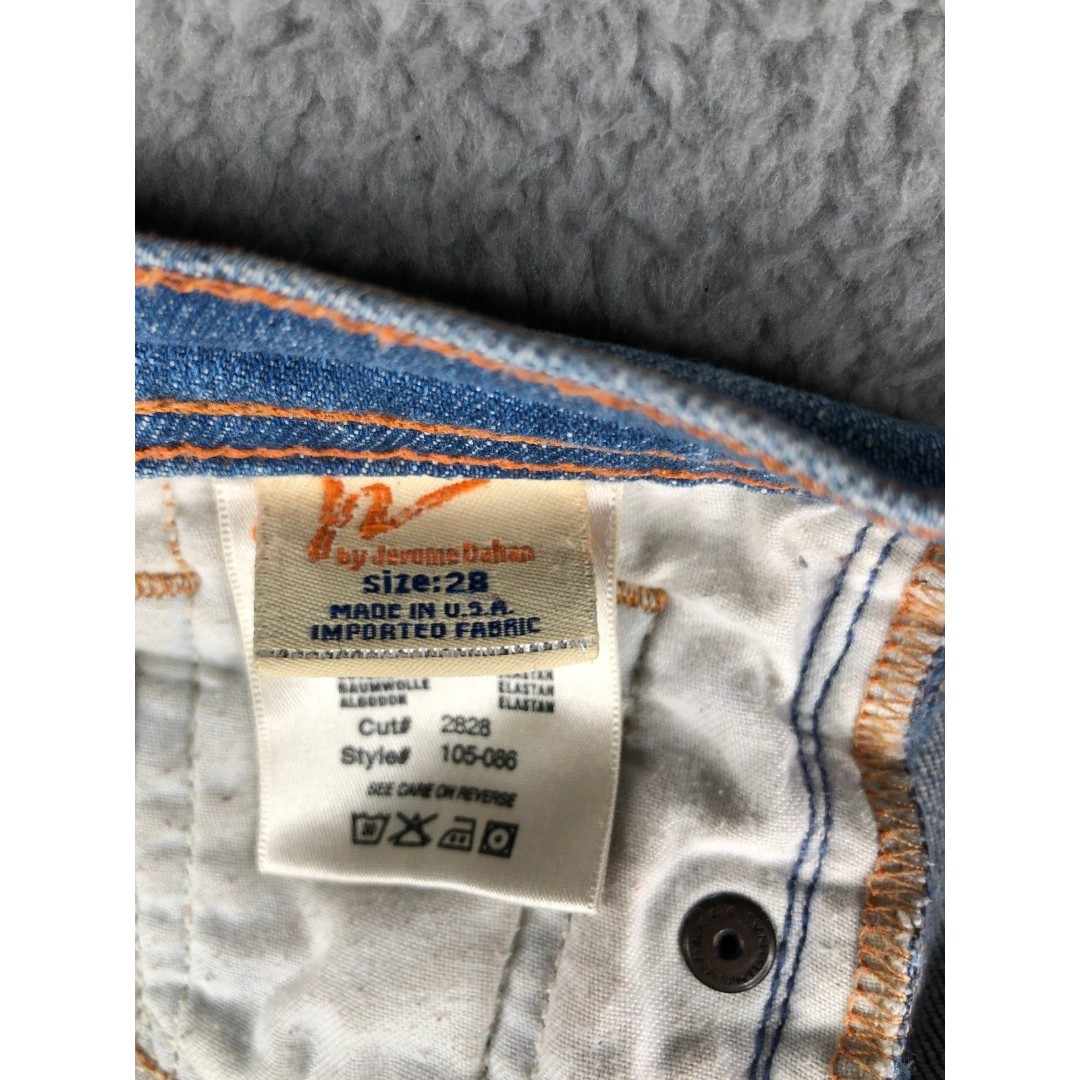 by Jerome Dahan
size:28
MADE IN U.S.A.
IMPORTED FABRIC
BAUMWOLLE ELASTAN
ALGODON ELASTAN
Cut# 2828
Style# 105-086
SEE CARE ON REVERSE
30